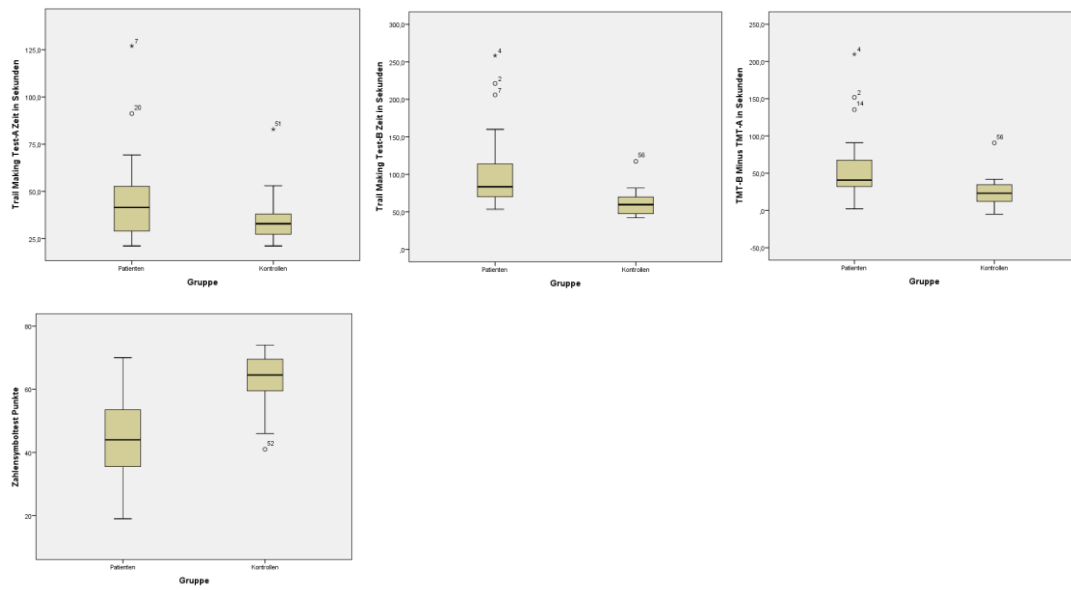 Trail Making Test-A Zeit in Sekunden
125,0
100,0
75,0
50,0
25,0
7
20
51
Patienten
Kontrollen
Gruppe
Trail Making Test-B Zeit in Sekunden
300,0
250,0
200,0
150,0
100,0
50,0
,0
4
2
7
56
Patienten
Kontrollen
Gruppe
TMT-B Minus TMT-A in Sekunden
250,0
200,0
150,0
100,0
50,0
,0
-50,0
4
2
14
56
Patienten
Kontrollen
Gruppe
Zahlensymboltest Punkte
80
60
40
20
52
Patienten
Kontrollen
Gruppe